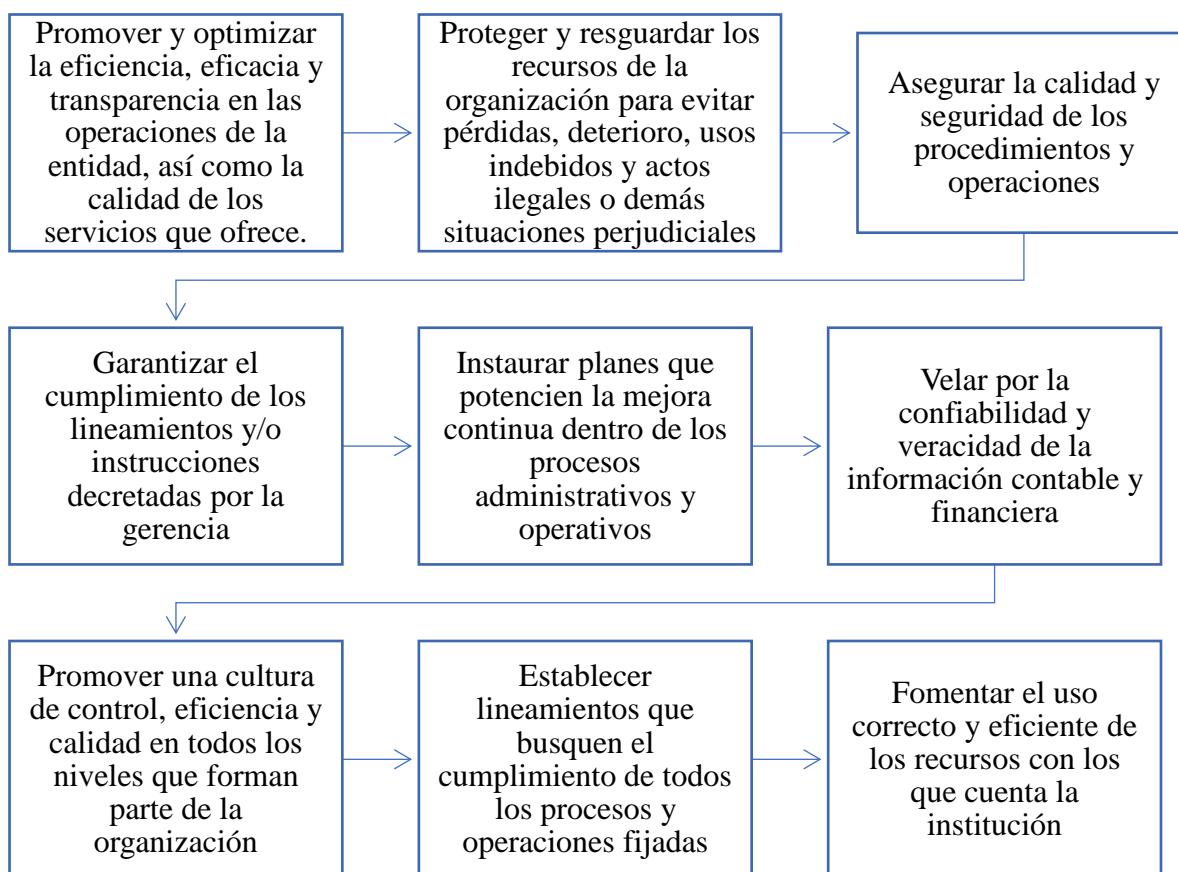 Promover y optimizar
la eficiencia, eficacia y
transparencia en las
operaciones de la
entidad, así como la
calidad de los
servicios que ofrece.
Proteger y resguardar los
recursos de la
organización para evitar
pérdidas, deterioro, usos
indebidos y actos
ilegales o demás
situaciones perjudiciales
Asegurar la calidad y
seguridad de los
procedimientos y
operaciones
Garantizar el
cumplimiento de los
lineamientos y/o
instrucciones
decretadas por la
gerencia
Instaurar planes que
potencien la mejora
continua dentro de los
procesos
administrativos y
operativos
Velar por la
confiabilidad y
veracidad de la
información contable y
financiera
Promover una cultura
de control, eficiencia y
calidad en todos los
niveles que forman
parte de la
organización
Establecer
lineamientos que
busquen el
cumplimiento de todos
los procesos y
operaciones fijadas
Fomentar el uso
correcto y eficiente de
los recursos con los
que cuenta la
institución